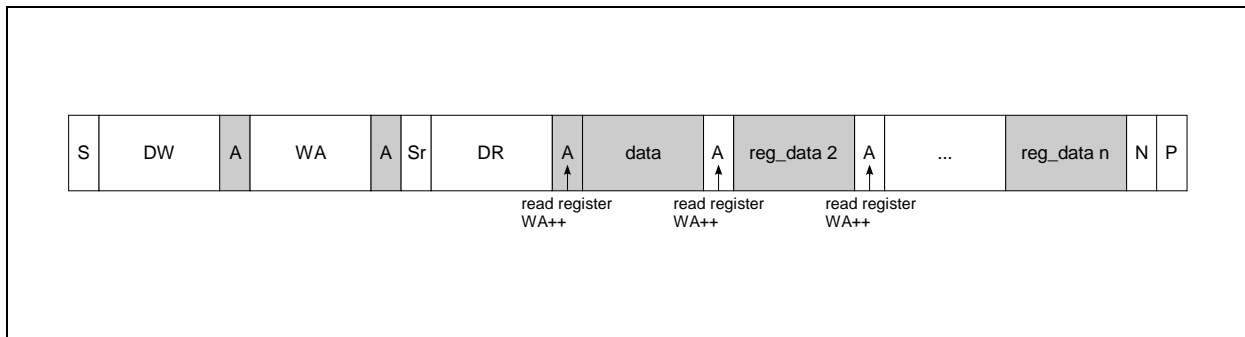 S DW A WA A Sr DR A data A reg_data 2 A ... reg_data n N P
read register read register read register
WA++ WA++ WA++